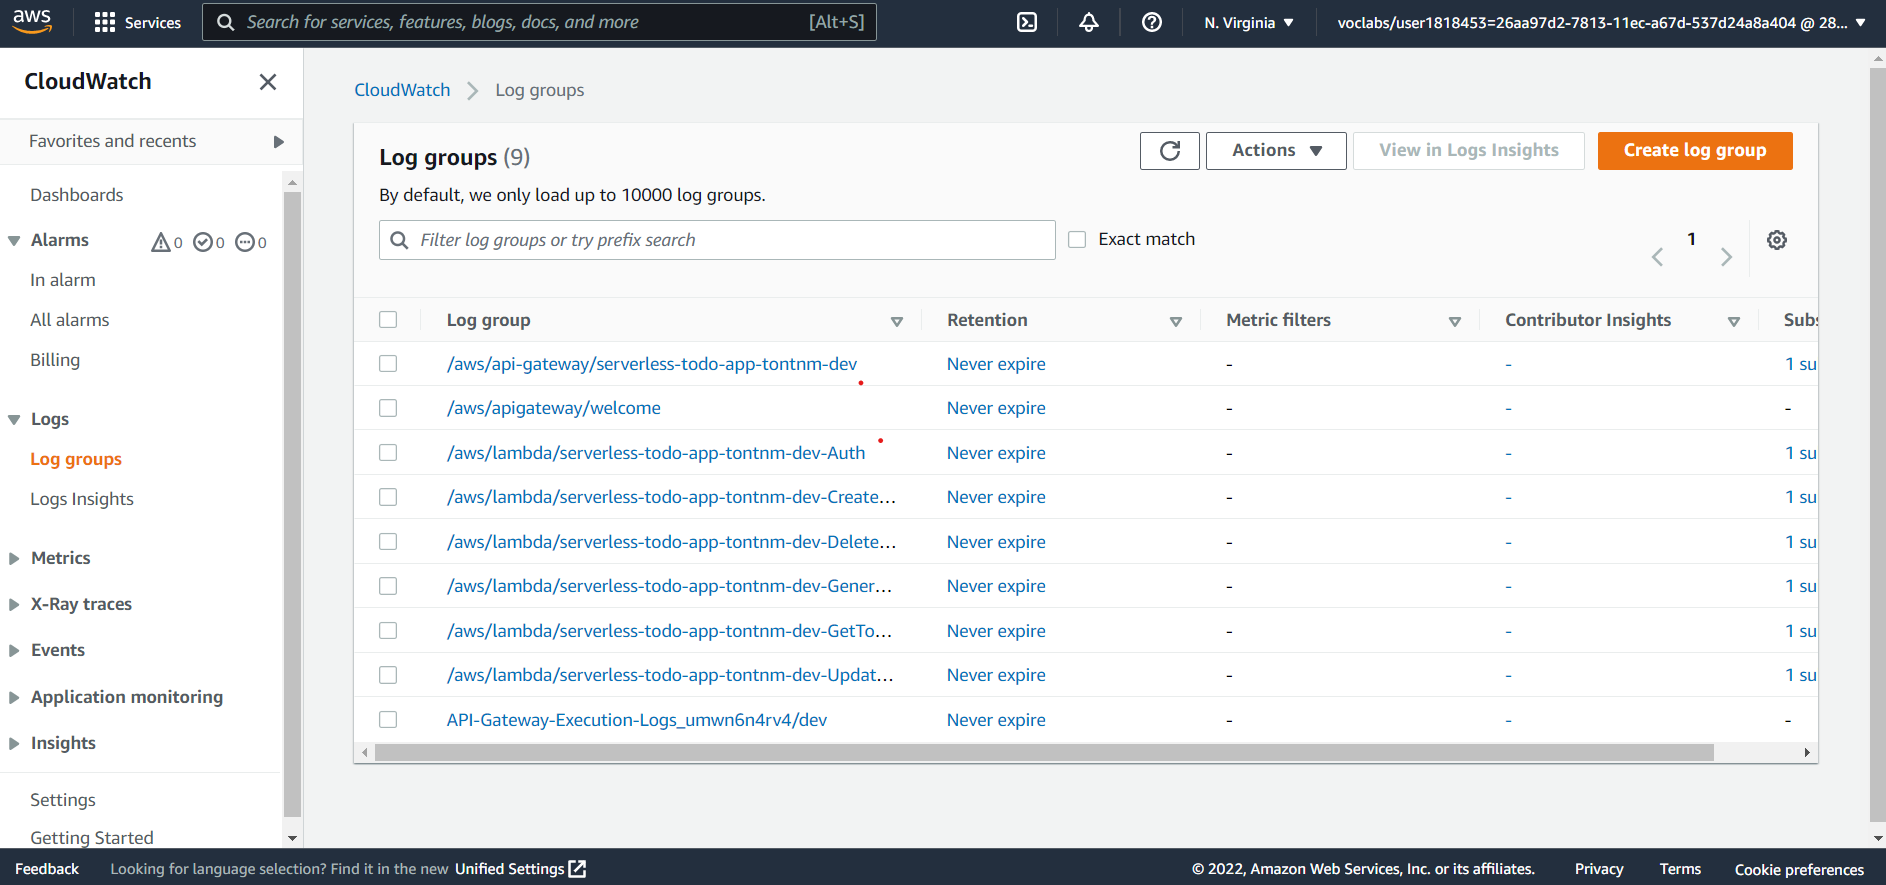 aws
Services
Search for services, features, blogs, docs, and more [Alt+S]
N. Virginia
voclabs/user1818453=26aa97d2-7813-11ec-a67d-537d24a8a404 @ 28...
CloudWatch
Favorites and recents
Dashboards
Alarms 0 0 0
In alarm
All alarms
Billing
Logs
Log groups
Logs Insights
Metrics
X-Ray traces
Events
Application monitoring
Insights
Settings
Getting Started
CloudWatch Log groups
Log groups (9)
Actions
View in Logs Insights
Create log group
By default, we only load up to 10000 log groups.
Filter log groups or try prefix search
Exact match
1
Log group Retention Metric filters Contributor Insights Subs
/aws/api-gateway/serverless-todo-app-tontnm-dev Never expire - - 1 su
/aws/apigateway/welcome Never expire - - -
/aws/lambda/serverless-todo-app-tontnm-dev-Auth Never expire - - 1 su
/aws/lambda/serverless-todo-app-tontnm-dev-Create... Never expire - - 1 su
/aws/lambda/serverless-todo-app-tontnm-dev-Delete... Never expire - - 1 su
/aws/lambda/serverless-todo-app-tontnm-dev-Gener... Never expire - - 1 su
/aws/lambda/serverless-todo-app-tontnm-dev-GetTo... Never expire - - 1 su
/aws/lambda/serverless-todo-app-tontnm-dev-Updat... Never expire - - 1 su
API-Gateway-Execution-Logs_umwn6n4rv4/dev Never expire - - -
Feedback
Looking for language selection? Find it in the new Unified Settings
© 2022, Amazon Web Services, Inc. or its affiliates.
Privacy
Terms
Cookie preferences